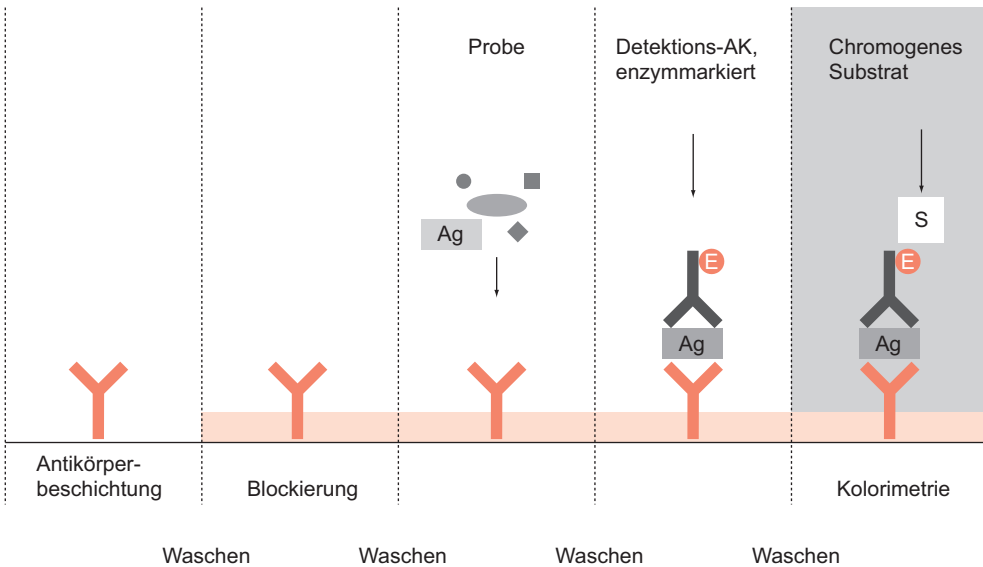 Probe
Detektions-AK,
enzymmarkiert
Chromogenes
Substrat
S
Ag
E
E
Ag
Ag
Antikörper-
beschichtung
Blockierung
Kolorimetrie
Waschen
Waschen
Waschen
Waschen